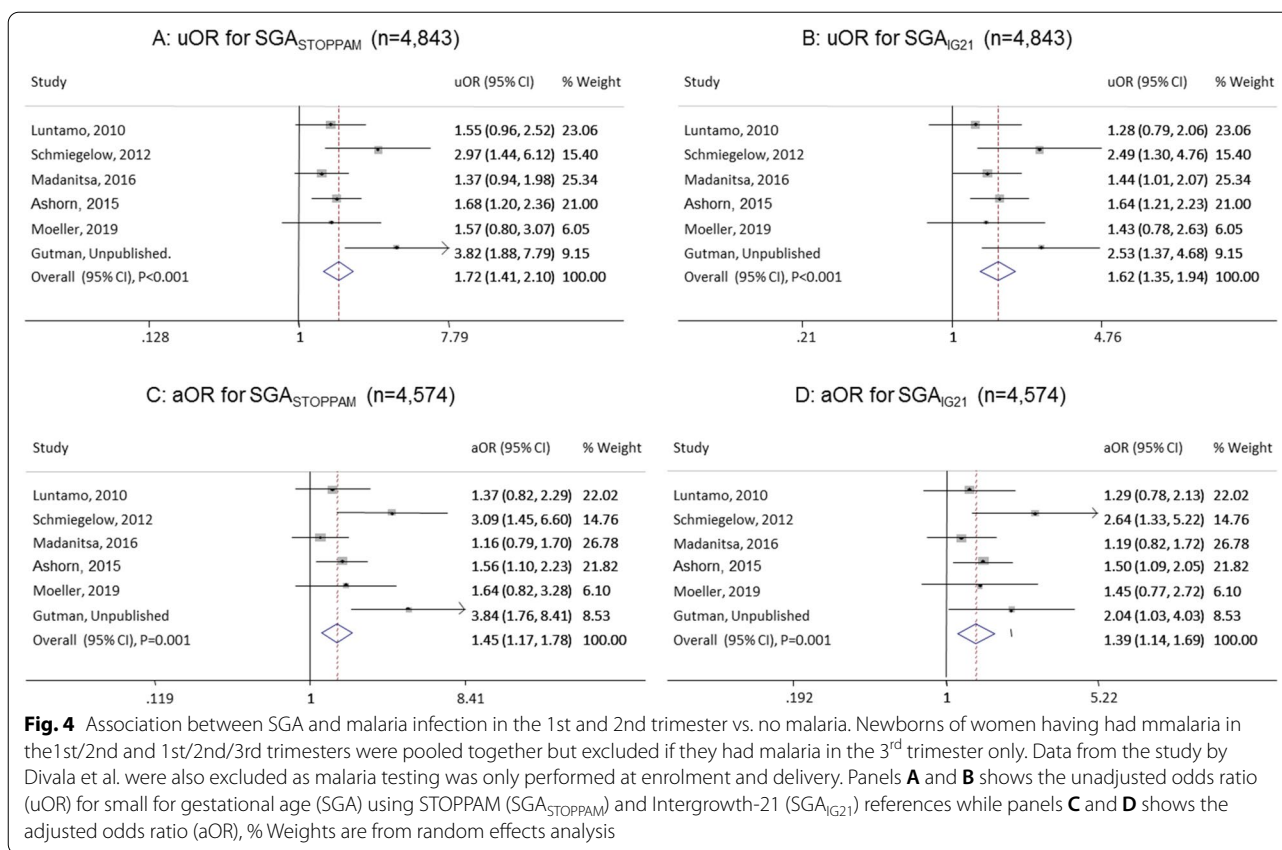 A: uOR for SGASTOPPAM (n=4,843)
Study uOR (95% CI) % Weight
Luntamo, 2010 1.55 (0.96, 2.52) 23.06
Schmiegelow, 2012 2.97 (1.44, 6.12) 15.40
Madanitsa, 2016 1.37 (0.94, 1.98) 25.34
Ashorn, 2015 1.68 (1.20, 2.36) 21.00
Moeller, 2019 1.57 (0.80, 3.07) 6.05
Gutman, Unpublished. 3.82 (1.88, 7.79) 9.15
Overall (95% CI), P<0.001 1.72 (1.41, 2.10) 100.00
.128 1 7.79
B: uOR for SGAIG21 (n=4,843)
Study uOR (95% CI) % Weight
Luntamo, 2010 1.28 (0.79, 2.06) 23.06
Schmiegelow, 2012 2.49 (1.30, 4.76) 15.40
Madanitsa, 2016 1.44 (1.01, 2.07) 25.34
Ashorn, 2015 1.64 (1.21, 2.23) 21.00
Moeller, 2019 1.43 (0.78, 2.63) 6.05
Gutman, Unpublished 2.53 (1.37, 4.68) 9.15
Overall (95% CI), P<0.001 1.62 (1.35, 1.94) 100.00
.21 1 4.76
C: aOR for SGASTOPPAM (n=4,574)
Study aOR (95% CI) % Weight
Luntamo, 2010 1.37 (0.82, 2.29) 22.02
Schmiegelow, 2012 3.09 (1.45, 6.60) 14.76
Madanitsa, 2016 1.16 (0.79, 1.70) 26.78
Ashorn, 2015 1.56 (1.10, 2.23) 21.82
Moeller, 2019 1.64 (0.82, 3.28) 6.10
Gutman, Unpublished 3.84 (1.76, 8.41) 8.53
Overall (95% CI), P=0.001 1.45 (1.17, 1.78) 100.00
.119 1 8.41
D: aOR for SGAIG21 (n=4,574)
Study aOR (95% CI) % Weight
Luntamo, 2010 1.29 (0.78, 2.13) 22.02
Schmiegelow, 2012 2.64 (1.33, 5.22) 14.76
Madanitsa, 2016 1.19 (0.82, 1.72) 26.78
Ashorn, 2015 1.50 (1.09, 2.05) 21.82
Moeller, 2019 1.45 (0.77, 2.72) 6.10
Gutman, Unpublished 2.04 (1.03, 4.03) 8.53
Overall (95% CI), P=0.001 1.39 (1.14, 1.69) 100.00
.192 1 5.22
Fig. 4 Association between SGA and malaria infection in the 1st and 2nd trimester vs. no malaria. Newborns of women having had mmalaria in
the1st/2nd and 1st/2nd/3rd trimesters were pooled together but excluded if they had malaria in the 3rd trimester only. Data from the study by
Divala et al. were also excluded as malaria testing was only performed at enrolment and delivery. Panels A and B shows the unadjusted odds ratio
(uOR) for small for gestational age (SGA) using STOPPAM (SGASTOPPAM) and Intergrowth-21 (SGAIG21) references while panels C and D shows the
adjusted odds ratio (aOR), % Weights are from random effects analysis